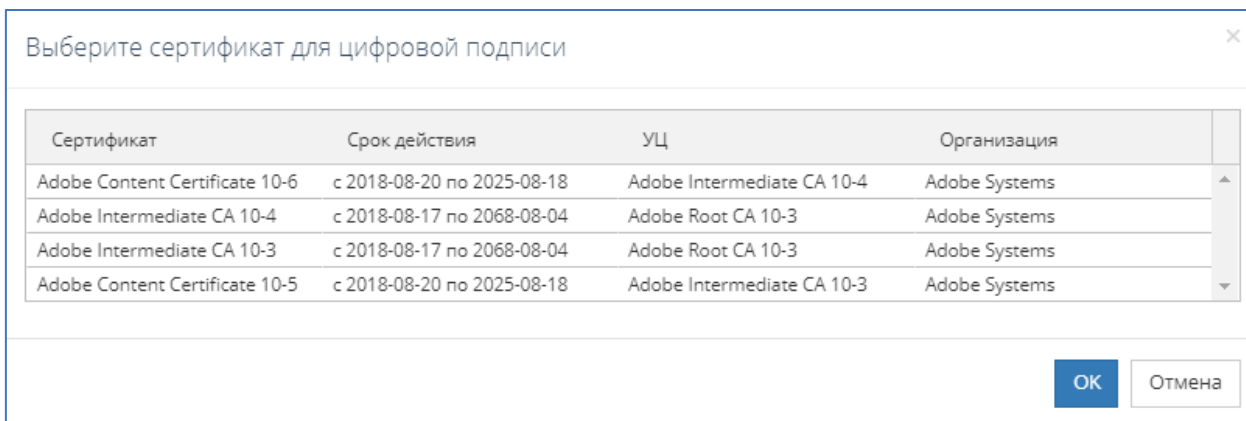 Выберите сертификат для цифровой подписи
Сертификат Срок действия УЦ Организация
Adobe Content Certificate 10-6 с 2018-08-20 по 2025-08-18 Adobe Intermediate CA 10-4 Adobe Systems
Adobe Intermediate CA 10-4 с 2018-08-17 по 2068-08-04 Adobe Root CA 10-3 Adobe Systems
Adobe Intermediate CA 10-3 с 2018-08-17 по 2068-08-04 Adobe Root CA 10-3 Adobe Systems
Adobe Content Certificate 10-5 с 2018-08-20 по 2025-08-18 Adobe Intermediate CA 10-3 Adobe Systems
ОК Отмена